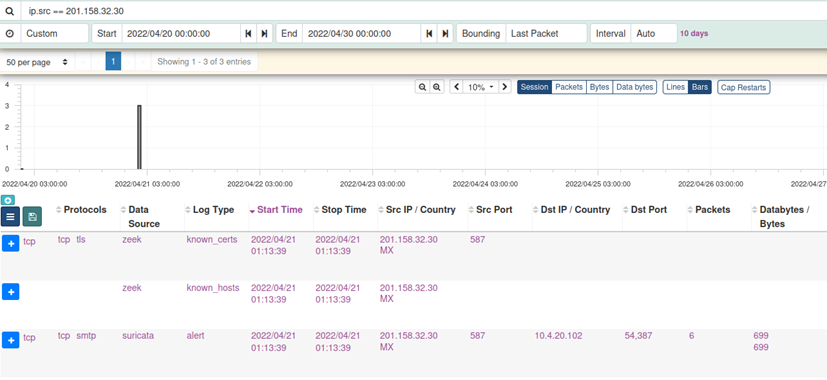 ip.src == 201.158.32.30
Custom Start 2022/04/20 00:00:00 End 2022/04/30 00:00:00 Bounding Last Packet Interval Auto 10 days
50 per page 1 Showing 1 - 3 of 3 entries
4 10% Session Packets Bytes Data bytes Lines Bars Cap Restarts
3
2
1
0
2022/04/20 03:00:00 2022/04/21 03:00:00 2022/04/22 03:00:00 2022/04/23 03:00:00 2022/04/24 03:00:00 2022/04/25 03:00:00 2022/04/26 03:00:00 2022/04/27
Protocols Data Log Type Start Time Stop Time Src IP / Country Src Port Dst IP / Country Dst Port Packets Databytes /
Source Bytes
tcp tcp tls zeek known_certs 2022/04/21 2022/04/21 201.158.32.30 587
01:13:39 01:13:39 MX
zeek known_hosts 2022/04/21 2022/04/21 201.158.32.30
01:13:39 01:13:39 MX
tcp tcp smtp suricata alert 2022/04/21 2022/04/21 201.158.32.30 587 10.4.20.102 54,387 6 699
01:13:39 01:13:39 MX 699